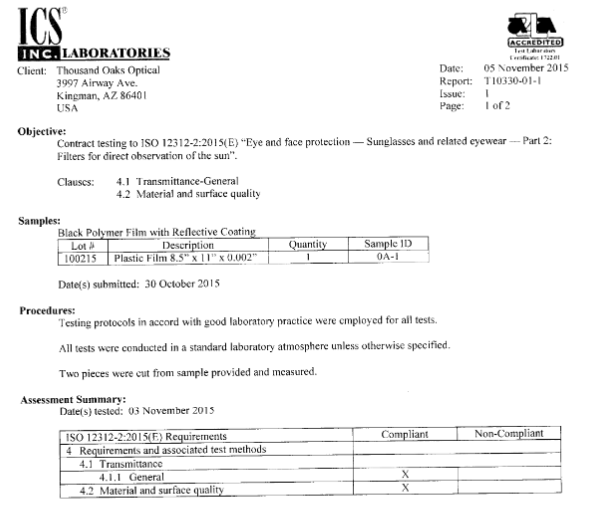 ICS®
INC. LABORATORIES
ACCREDITED
Client: Thousand Oaks Optical
3997 Airway Ave.
Kingman, AZ 86401
USA
Date: 05 November 2015
Report: T10330-01-1
Issue: 1
Page: 1 of 2
Objective:
Contract testing to ISO 12312-2:2015(E) “Eye and face protection — Sunglasses and related eyewear — Part 2:
Filters for direct observation of the sun”.
Clauses: 4.1 Transmittance-General
4.2 Material and surface quality
Samples:
Black Polymer Film with Reflective Coating
Lot # Description Quantity Sample ID
100215 Plastic Film 8.5” x 11” x 0.002” 1 0A-1
Date(s) submitted: 30 October 2015
Procedures:
Testing protocols in accord with good laboratory practice were employed for all tests.
All tests were conducted in a standard laboratory atmosphere unless otherwise specified.
Two pieces were cut from sample provided and measured.
Assessment Summary:
Date(s) tested: 03 November 2015
ISO 12312-2:2015(E) Requirements Compliant Non-Compliant
4 Requirements and associated test methods
4.1 Transmittance
4.1.1 General X
4.2 Material and surface quality X